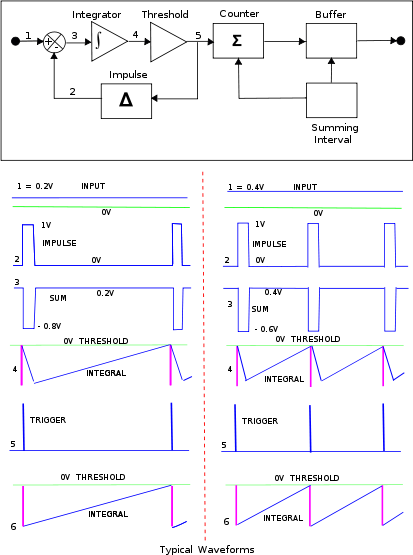 Integrator Threshold Counter Buffer
1 + - 3 ∫ 4 5 Σ
Impulse
2 Δ
Summing
Interval
1 = 0.2V INPUT
0V
1V
IMPULSE
2 0V
3
SUM 0.2V
- 0.8V
0V THRESHOLD
4
INTEGRAL
TRIGGER
5
0V THRESHOLD
INTEGRAL
6
1 = 0.4V INPUT
0V
1V
IMPULSE
2 0V
0.4V
3 SUM
- 0.6V
0V THRESHOLD
4
INTEGRAL
TRIGGER
5
0V THRESHOLD
6 INTEGRAL
Typical Waveforms